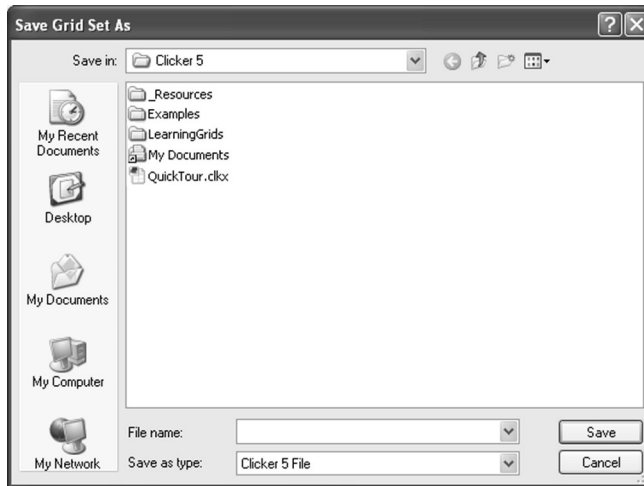 Save Grid Set As
Save in:
Clicker 5
My Recent
Documents
Desktop
My Documents
My Computer
My Network
_Resources
Examples
LearningGrids
My Documents
QuickTour.clkx
File name:
Save
Save as type:
Clicker 5 File
Cancel